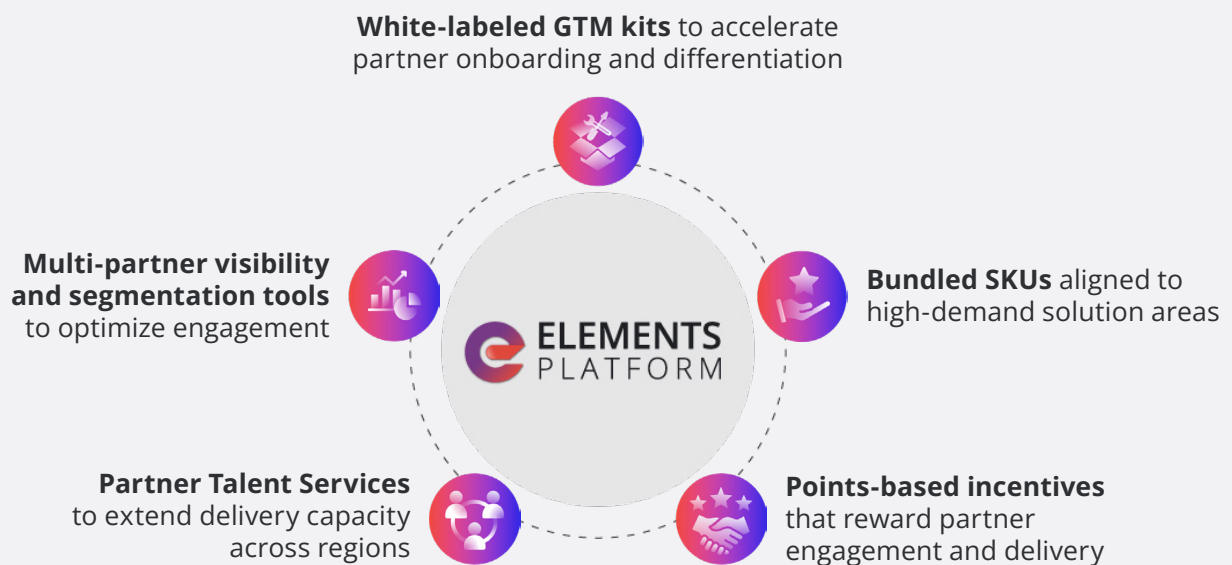 White-labeled GTM kits to accelerate
partner onboarding and differentiation
Multi-partner visibility
and segmentation tools
to optimize engagement
Bundled SKUs aligned to
high-demand solution areas
ELEMENTS
PLATFORM
Partner Talent Services
to extend delivery capacity
across regions
Points-based incentives
that reward partner
engagement and delivery